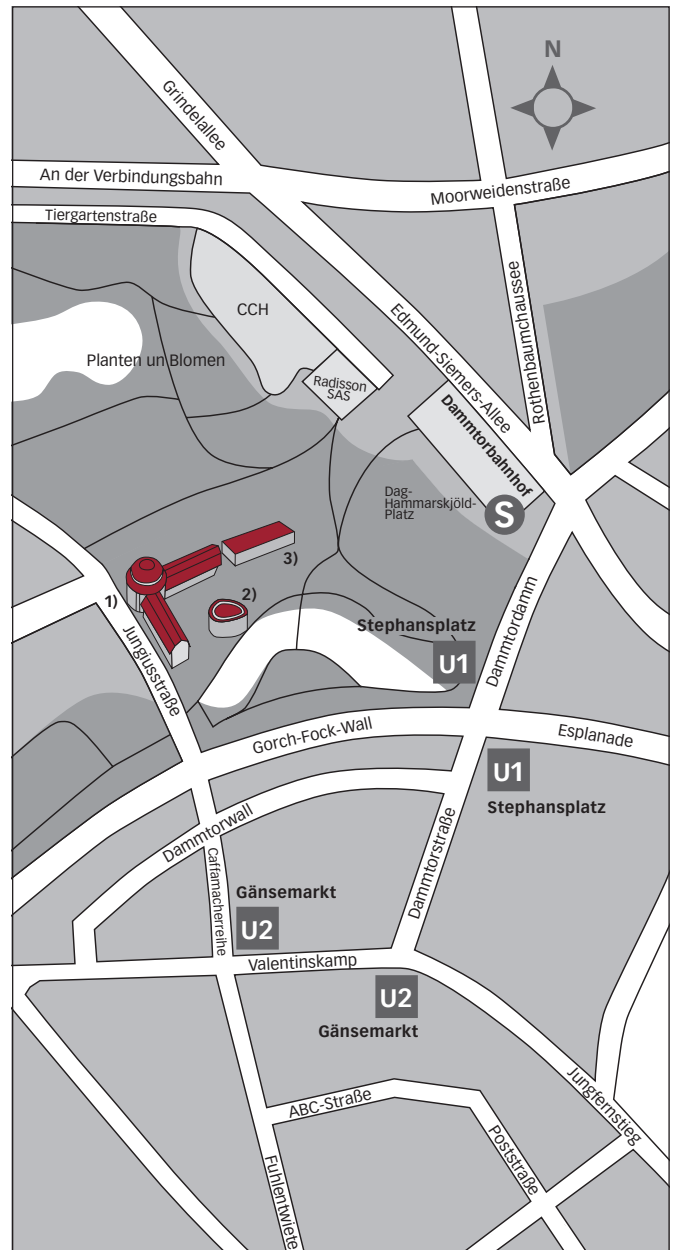 N
Grindelallee
An der Verbindungsbahn
Moorweidenstraße
Tiergartenstraße
Rothenbaumchaussee
CCH
Edmund-Siemers-Allee
Planten un Blomen
Radisson
SAS
Dammtorbahnhof
Dag-
Hammarskjöld-
Platz
S
3)
1)
2)
Stephansplatz
U1
Jungiusstraße
Dammtordamm
Gorch-Fock-Wall
Esplanade
U1
Stephansplatz
Dammtorwall
Dammtorstraße
Caffamacherreihe
Gänsemarkt
U2
Valentinskamp
U2
Gänsemarkt
Jungfernstieg
ABC-Straße
Poststraße
Fuhlentwiete